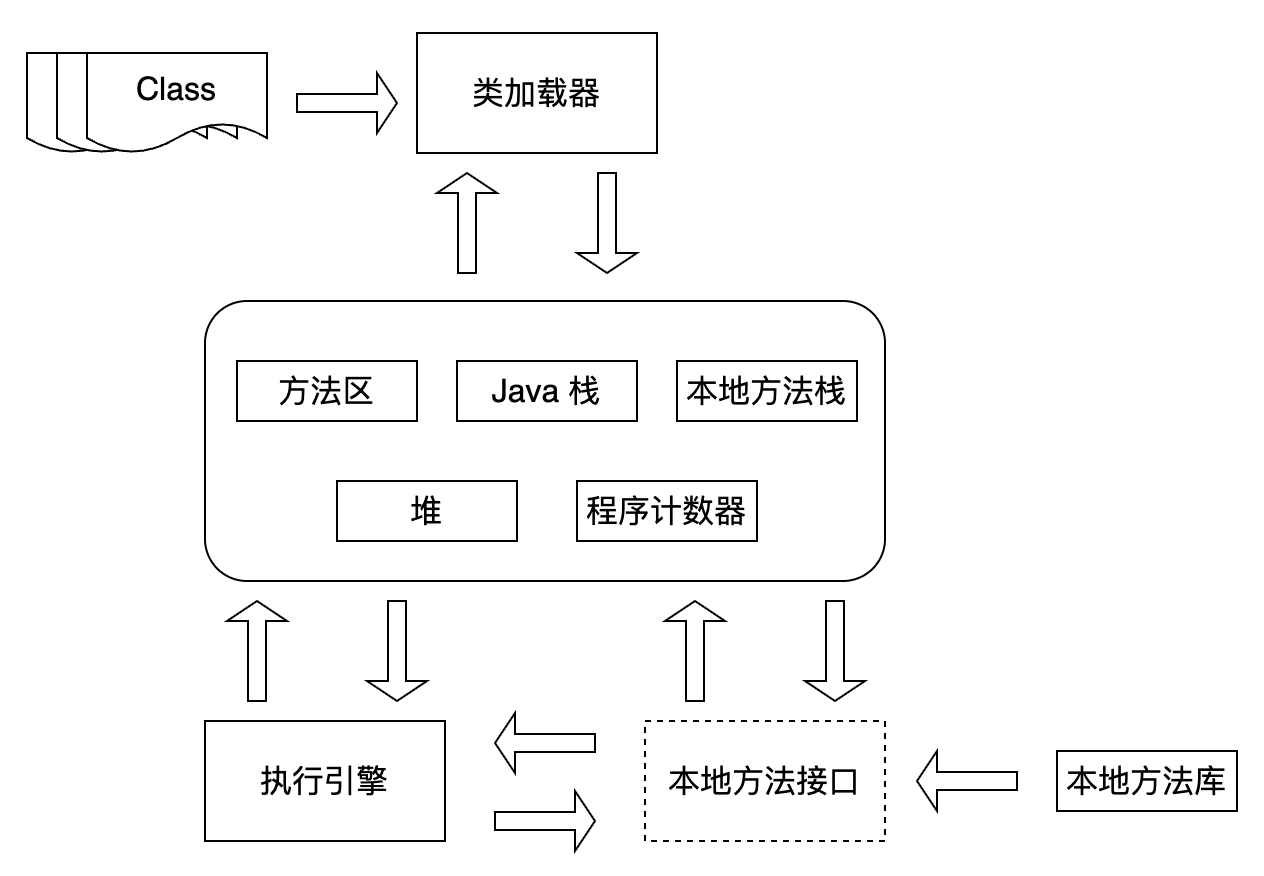 Class
类加载器
方法区
Java 栈
本地方法栈
堆
程序计数器
执行引擎
本地方法接口
本地方法库